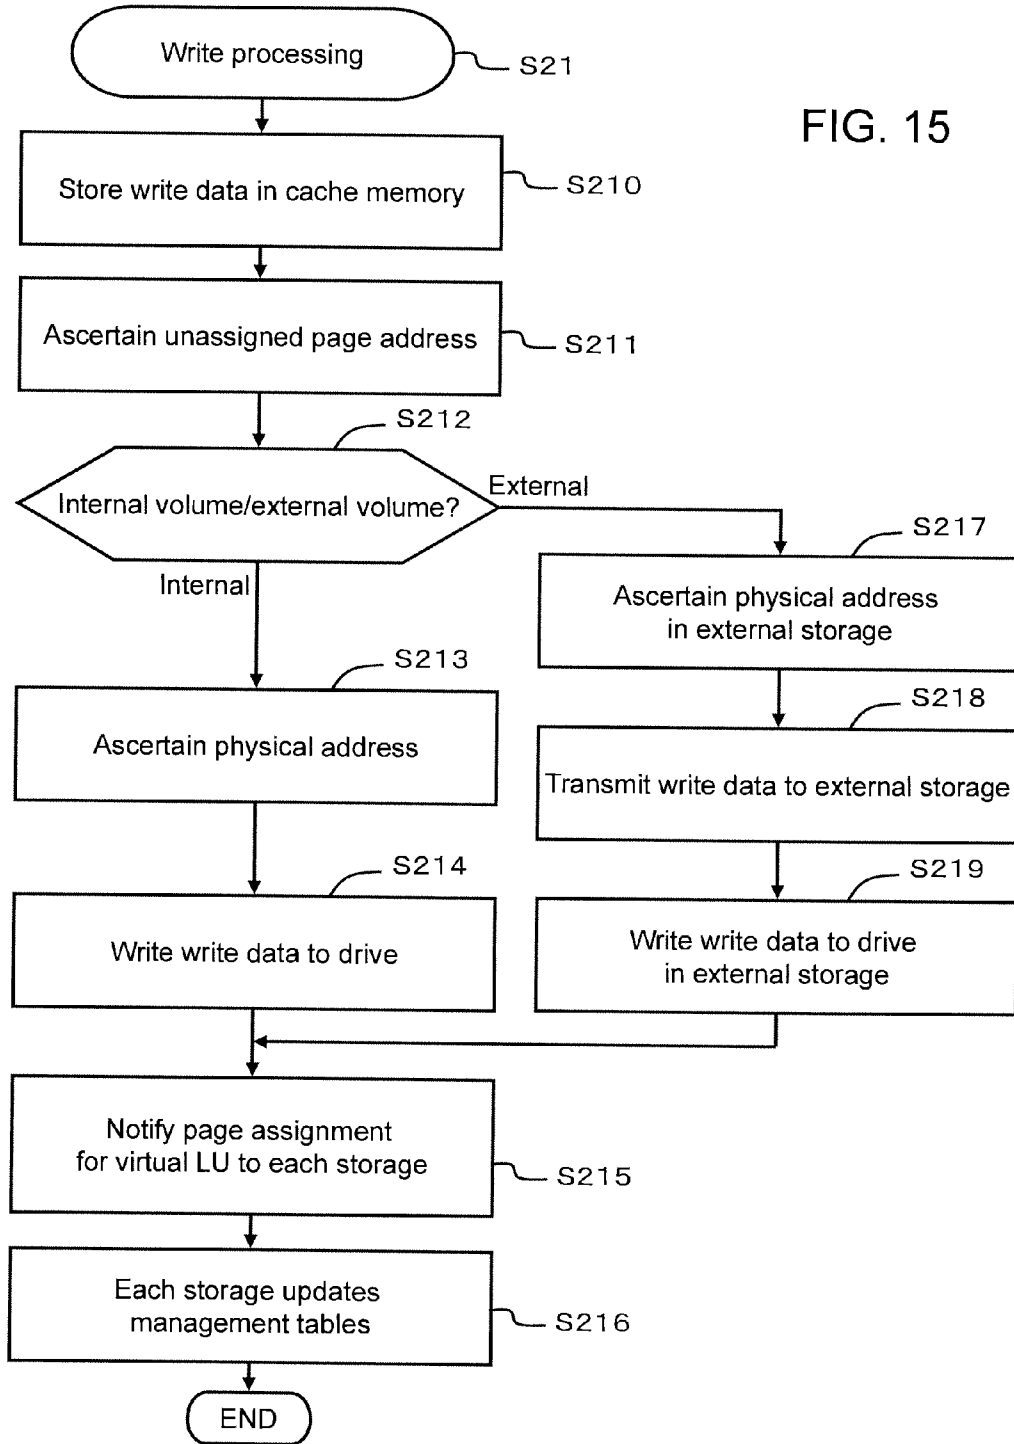 Write processing
S21
FIG. 15
Store write data in cache memory
S210
Ascertain unassigned page address
S211
S212
Internal volume/external volume?
External
Internal
S217
Ascertain physical address
in external storage
S213
Ascertain physical address
S218
Transmit write data to external storage
S214
Write write data to drive
S219
Write write data to drive
in external storage
Notify page assignment
for virtual LU to each storage
S215
Each storage updates
management tables
S216
END